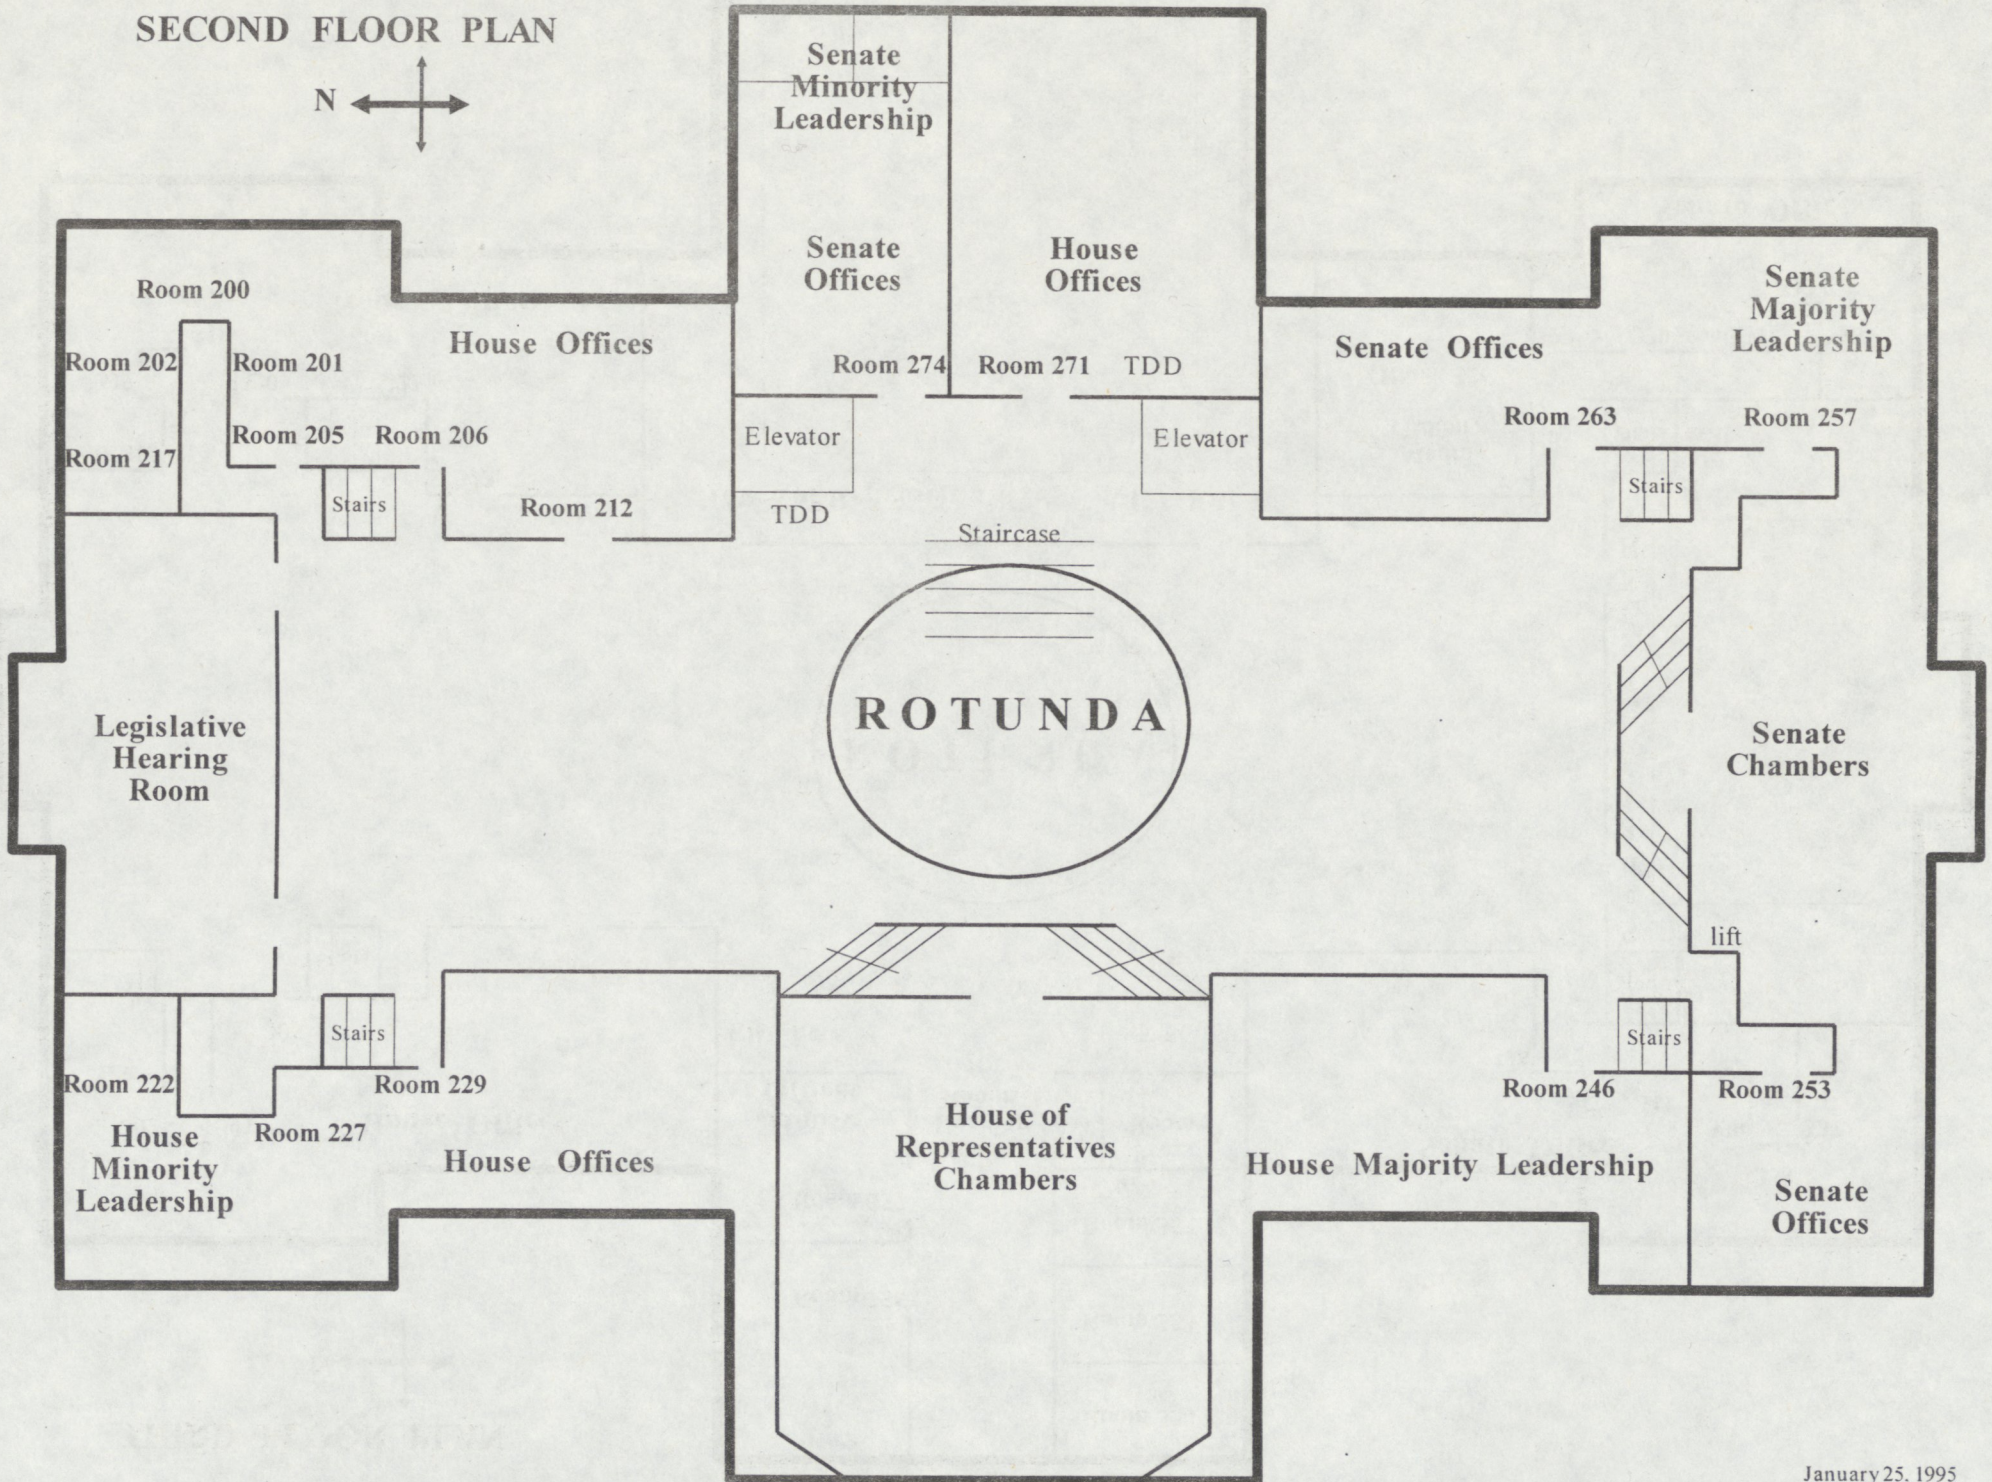 SECOND FLOOR PLAN
N
Senate
Minority
Leadership
Senate
Offices
House
Offices
Room 274
Room 271
TDD
Elevator
Elevator
TDD
Staircase
Room 200
Room 202
Room 201
House Offices
Room 205
Room 206
Room 217
Stairs
Room 212
Senate Offices
Senate
Majority
Leadership
Room 263
Room 257
Stairs
ROTUNDA
Legislative
Hearing
Room
Senate
Chambers
lift
Stairs
Room 222
Room 229
Room 227
House
Minority
Leadership
House Offices
House of
Representatives
Chambers
Stairs
Room 246
Room 253
House Majority Leadership
Senate
Offices
January 25, 1995